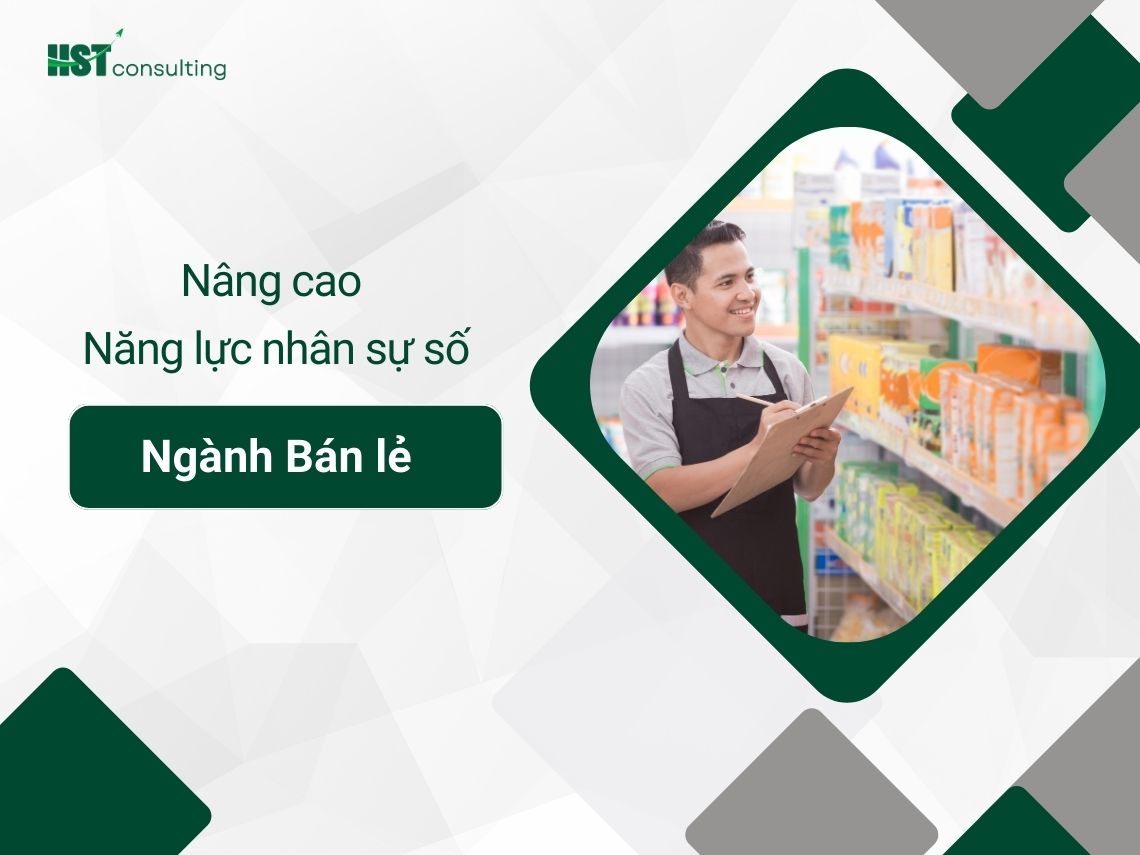 HST consulting
Nâng cao
Năng lực nhân sự số
Ngành Bán lẻ